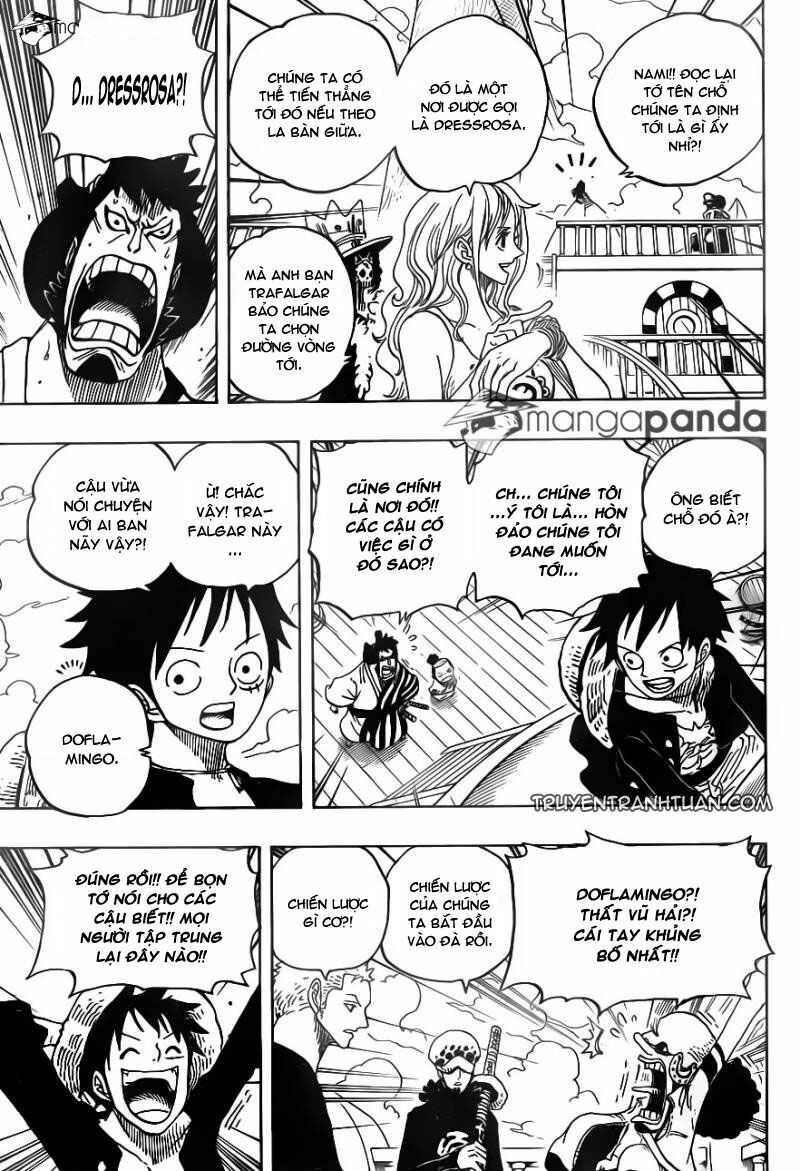 NAMI!! ĐỌC LẠI
TỚ TÊN CHỖ
CHÚNG TA ĐỊNH
TỚI LÀ GÌ ẤY
NHỈ?!
ĐÓ LÀ MỘT
NƠI ĐƯỢC GỌI
LÀ DRESSROSA.
CHÚNG TA CÓ
THỂ TIẾN THẲNG
TỚI ĐÓ NẾU THEO
LA BÀN GIỮA.
MÀ ANH BẠN
TRAFALGAR
BẢO CHÚNG
TA CHỌN
ĐƯỜNG VÒNG
TỚI.
D... DRESSROSA?!
mangapanda
ÔNG BIẾT
CHỖ ĐÓ À?!
CH... CHÚNG TÔI
...Ý TÔI LÀ... HÒN
ĐẢO CHÚNG TÔI
ĐANG MUỐN
TỚI...
CŨNG CHÍNH
LÀ NƠI ĐÓ!!
CÁC CẬU CÓ
VIỆC GÌ Ở
ĐÓ SAO?!
Ừ! CHẮC
VẬY! TRA-
FALGAR NÀY
...
CẬU VỪA
NÓI CHUYỆN
VỚI AI BAN
NÃY VẬY?!
DOFLA-
MINGO.
TRUYENTRANHTUAN.COM
DOFLAMINGO?!
THẤT VŨ HẢI?!
CÁI TAY KHỦNG
BỐ NHẤT!!
CHIẾN LƯỢC
CỦA CHÚNG
TA BẮT ĐẦU
VÀO ĐÀ RỒI.
CHIẾN LƯỢC
GÌ CƠ?!
ĐÚNG RỒI!! ĐỂ BỌN
TỚ NÓI CHO CÁC
CẬU BIẾT!! MỌI
NGƯỜI TẬP TRUNG
LẠI ĐÂY NÀO!!